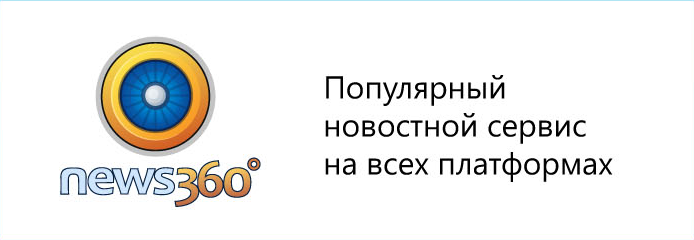 news360°
Популярный
новостной сервис
на всех платформах